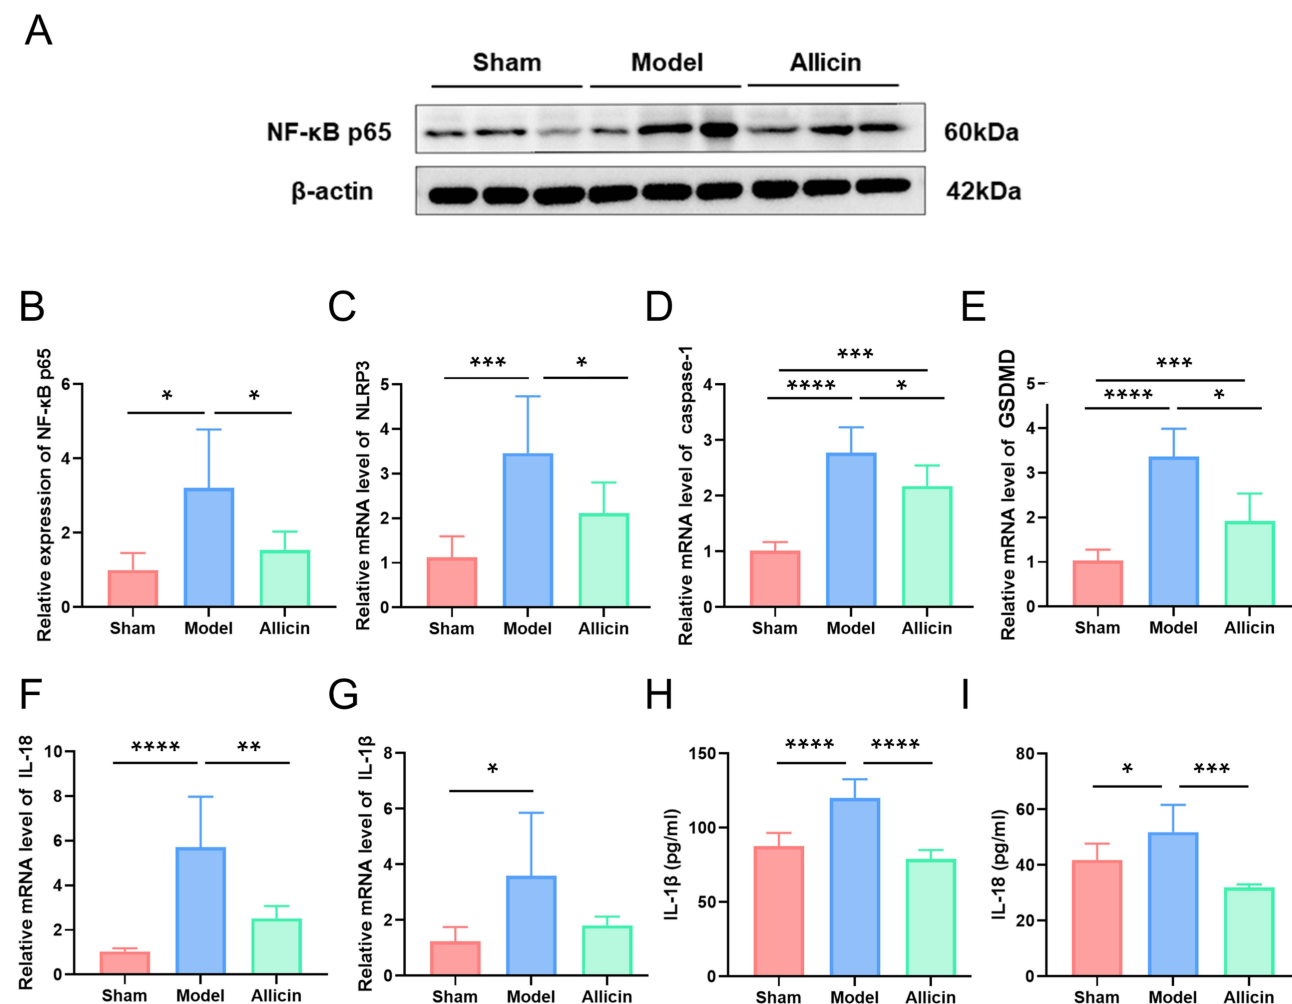 A
Sham Model Allicin
NF-κB p65 60kDa
β-actin 42kDa
B
Relative expression of NF-κB p65
6
4
2
0
* *
Sham Model Allicin
C
Relative mRNA level of NLRP3
5
4
3
2
1
0
*** *
Sham Model Allicin
D
Relative mRNA level of caspase-1
4
3
2
1
0
***
**** *
Sham Model Allicin
E
Relative mRNA level of GSDMD
5
4
3
2
1
0
***
**** *
Sham Model Allicin
F
Relative mRNA level of IL-18
10
8
6
4
2
0
**** **
Sham Model Allicin
G
Relative mRNA level of IL-1β
8
6
4
2
0
*
Sham Model Allicin
H
IL-1β (pg/ml)
150
100
50
0
**** ****
Sham Model Allicin
I
IL-18 (pg/ml)
80
60
40
20
0
* ***
Sham Model Allicin